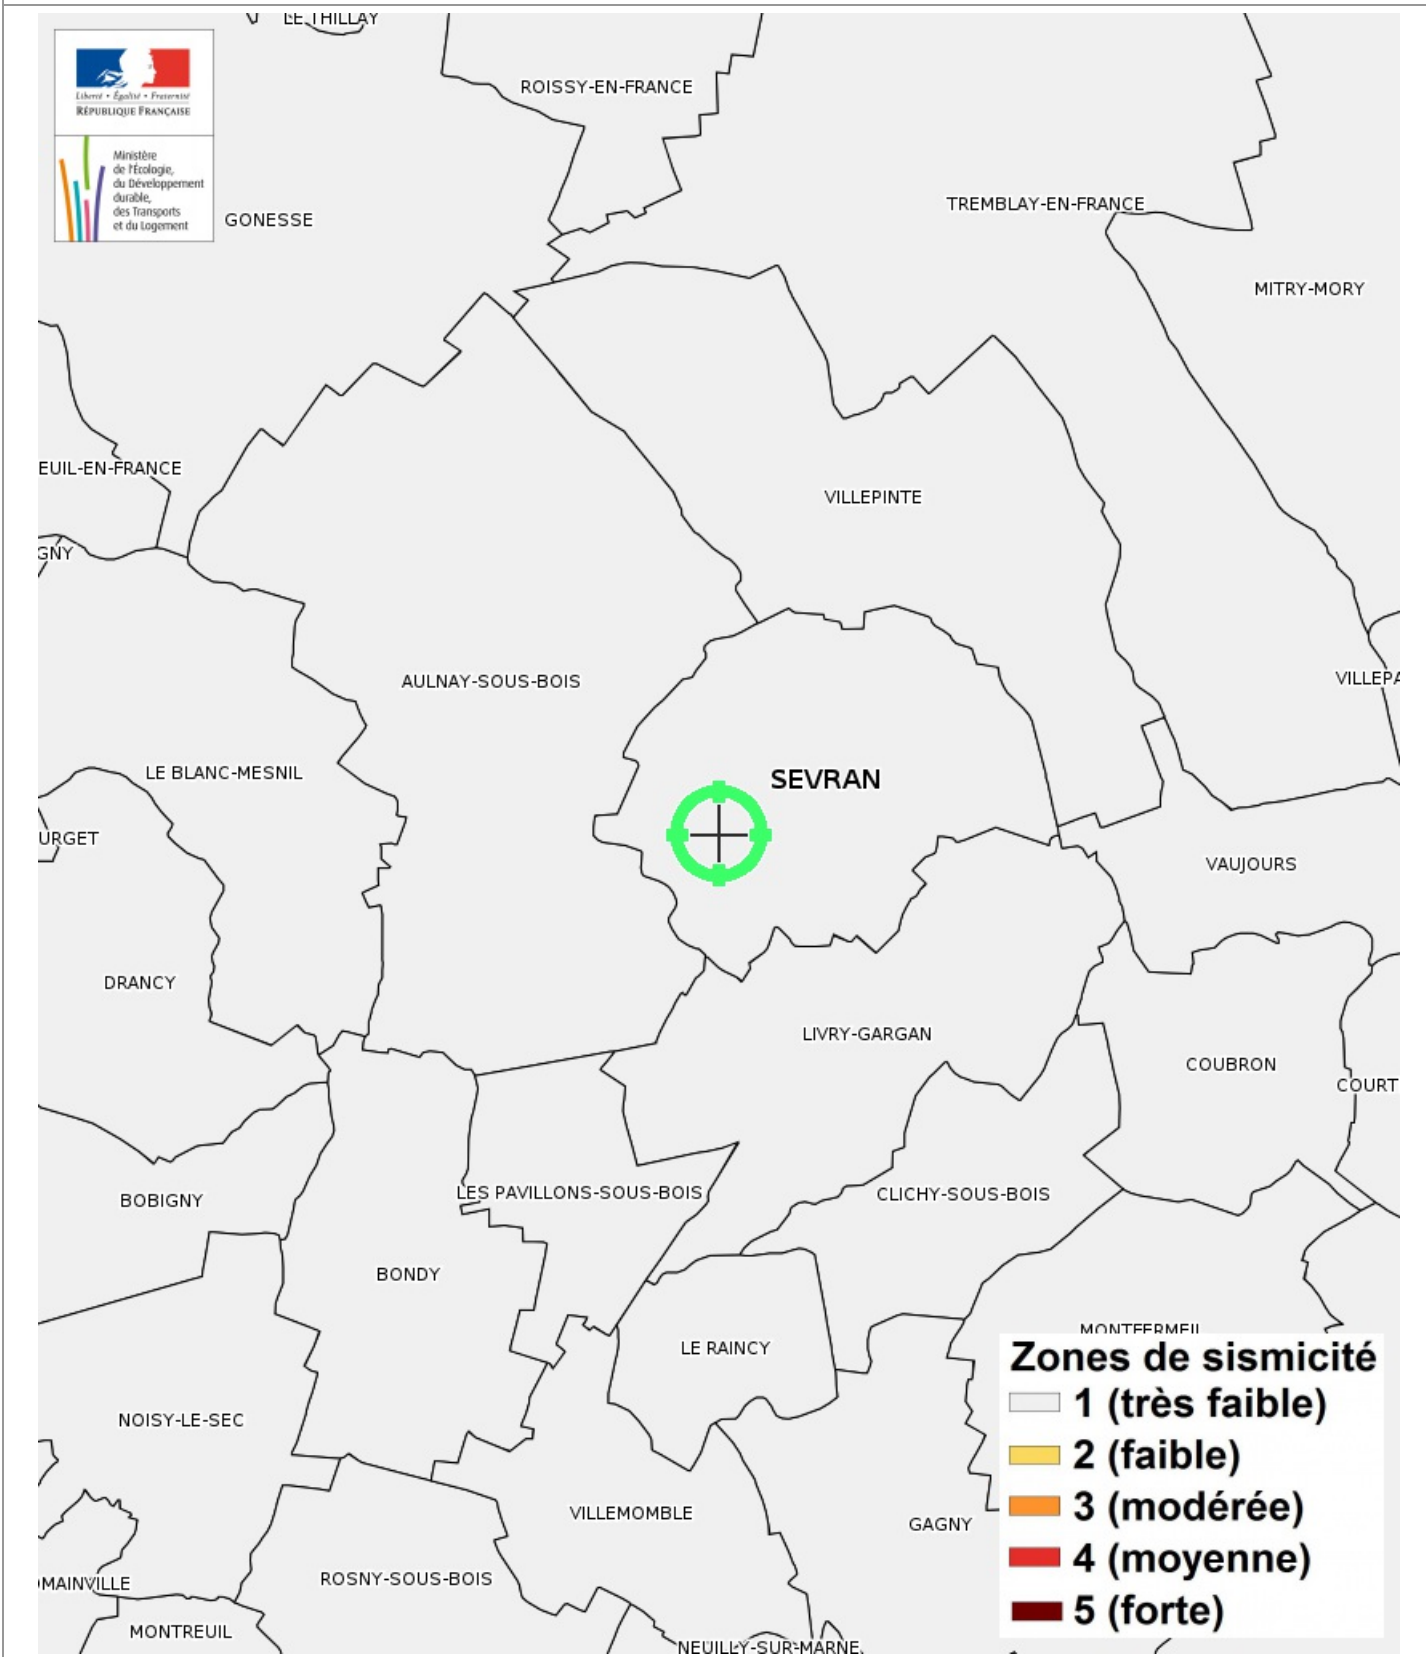 LE THILLAY
Liberté • Égalité • Fraternité
RÉPUBLIQUE FRANÇAISE
Ministère
de l'Écologie,
du Développement
durable,
des Transports
et du Logement
ROISSY-EN-FRANCE
GONESSE
TREMBLAY-EN-FRANCE
MITRY-MORY
EUIL-EN-FRANCE
VILLEPINTE
GNY
AULNAY-SOUS-BOIS
VILLEPA
LE BLANC-MESNIL
SEVRAN
URGET
VAUJOURS
DRANCY
LIVRY-GARGAN
COUBRON
COURT
BOBIGNY
LES PAVILLONS-SOUS-BOIS
CLICHY-SOUS-BOIS
BONDY
MONTFERMEIL
LE RAINCY
NOISY-LE-SEC
VILLEMOMBLE
GAGNY
ROSNY-SOUS-BOIS
OMAINVILLE
MONTREUIL
NEUILLY-SUR-MARNE
Zones de sismicité
1 (très faible)
2 (faible)
3 (modérée)
4 (moyenne)
5 (forte)